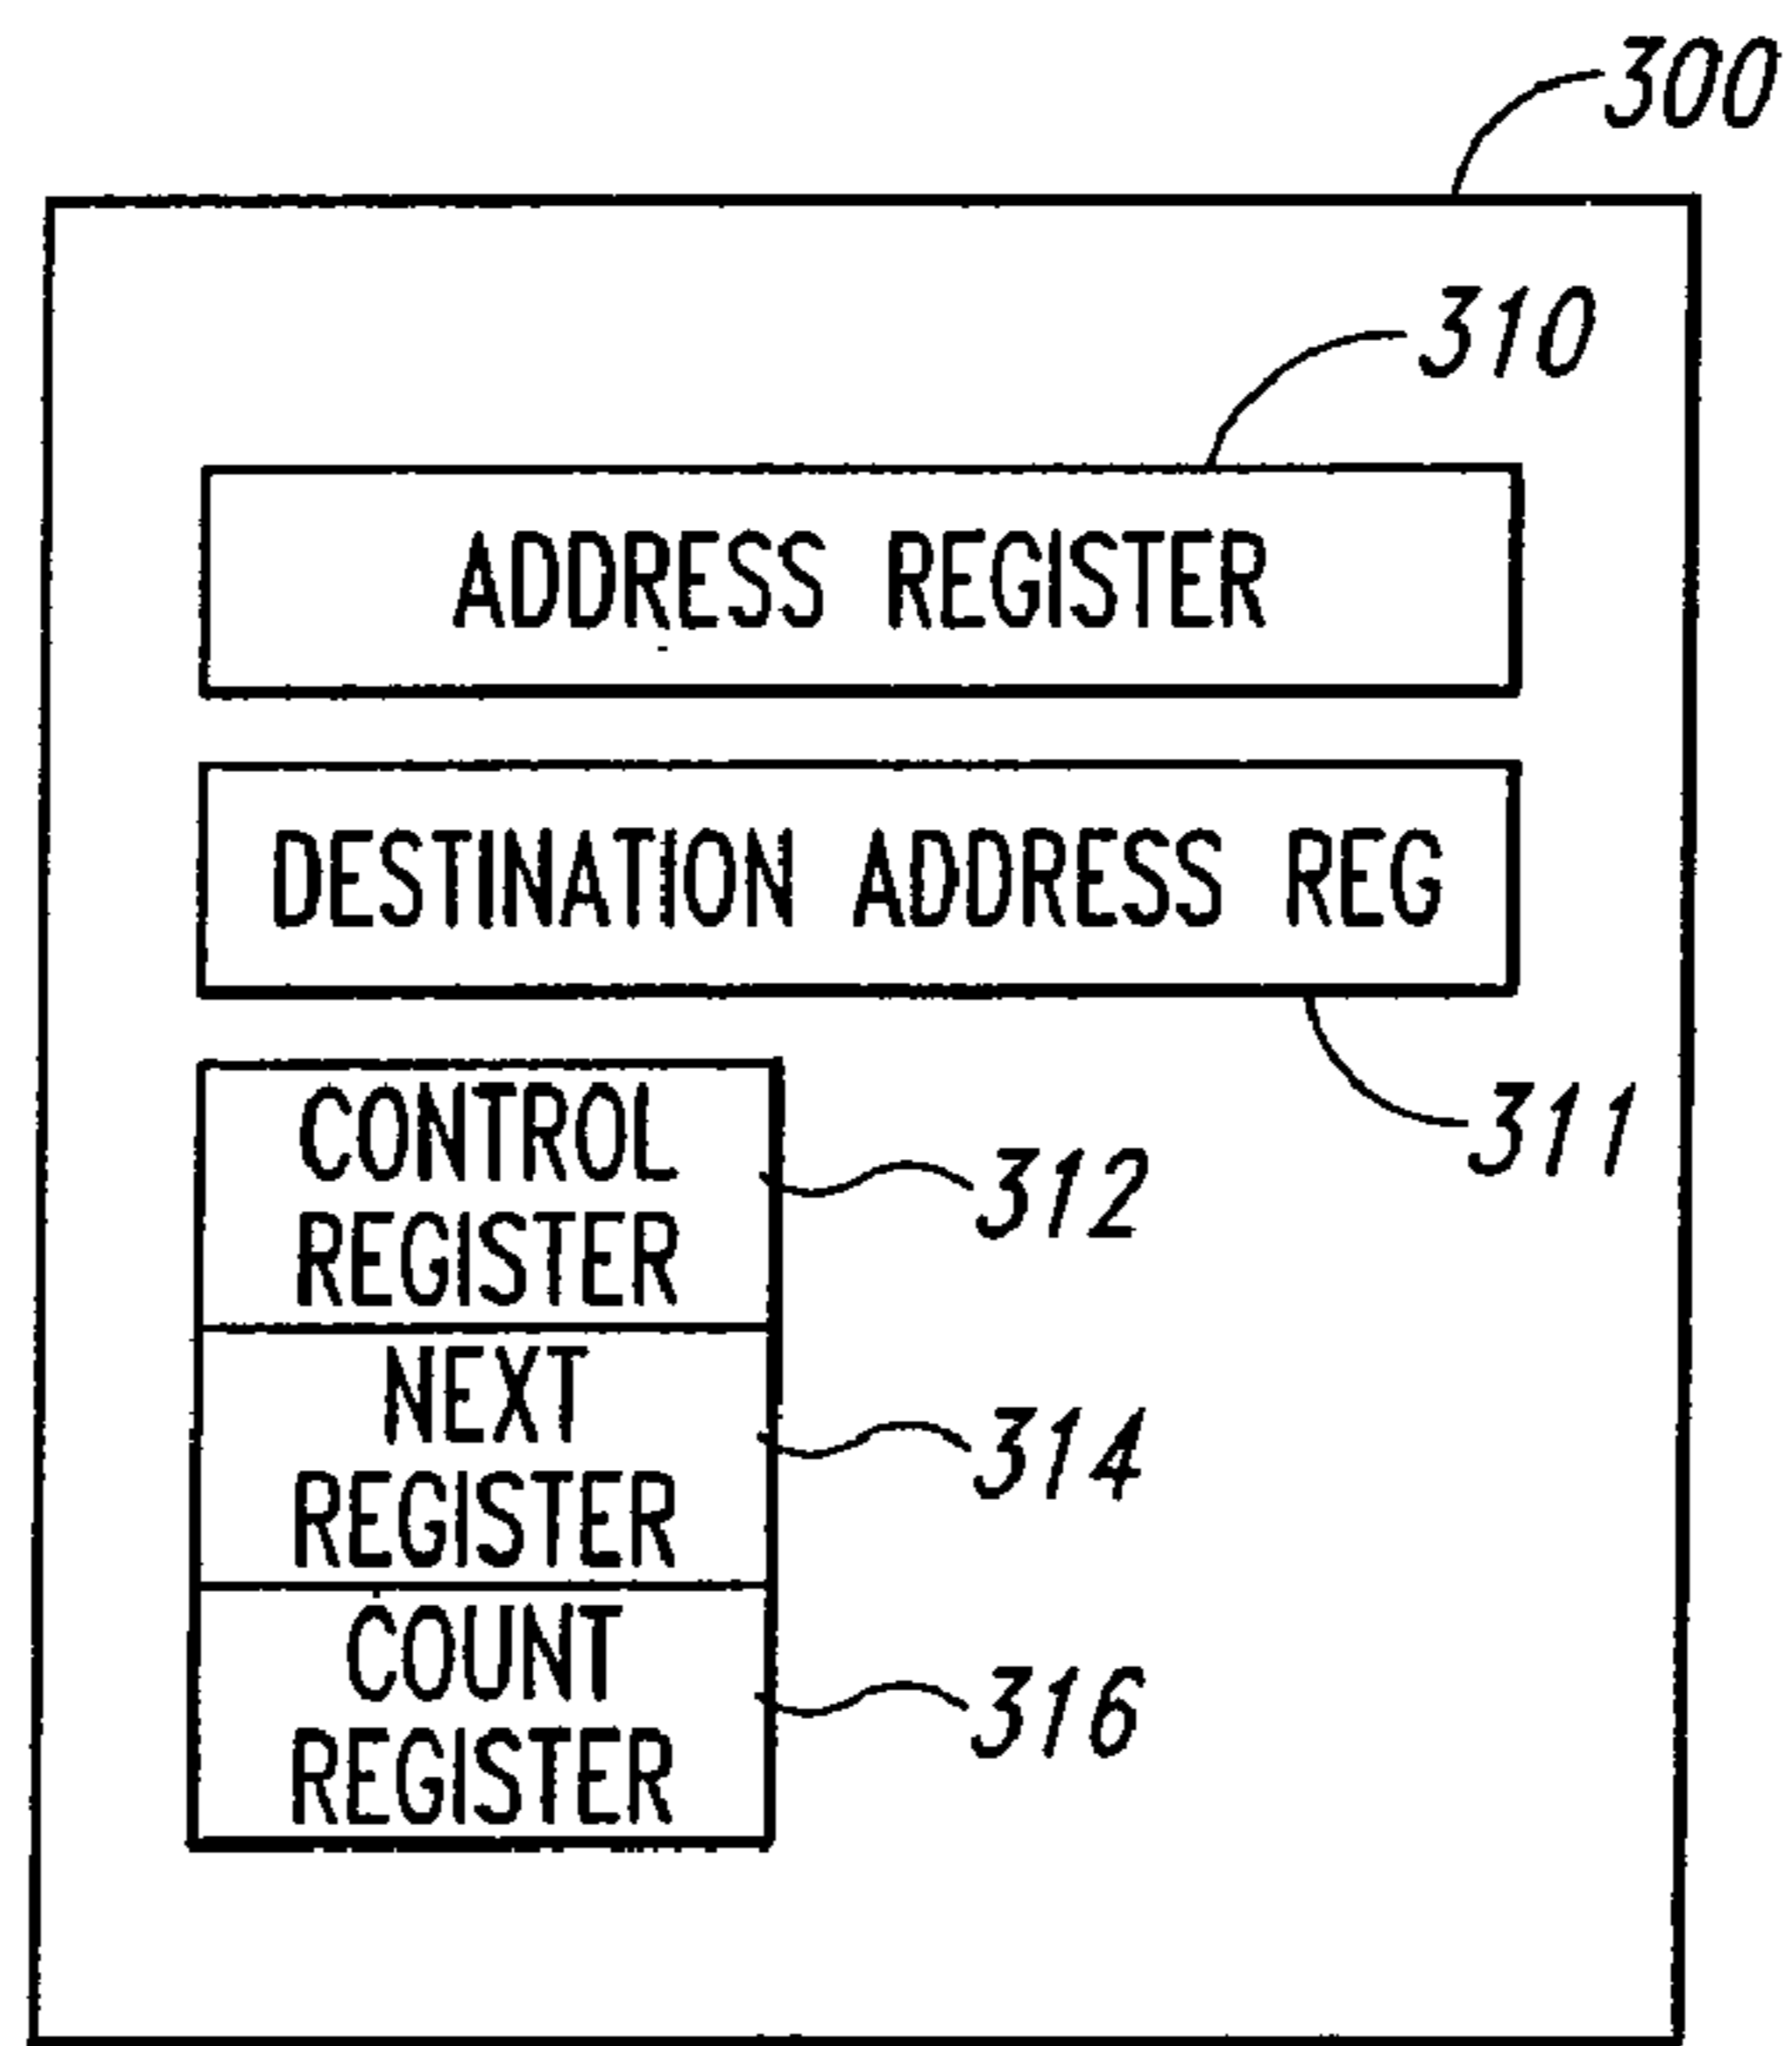 300
310
ADDRESS REGISTER
DESTINATION ADDRESS REG
311
CONTROL
REGISTER
312
NEXT
REGISTER
314
COUNT
REGISTER
316